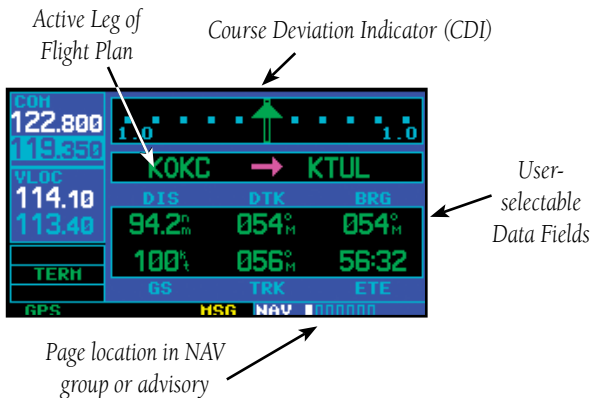 Active Leg of
Flight Plan
Course Deviation Indicator (CDI)
COM
122.800
119.350
VLOC
114.10
113.40
TERM
GPS
1.0 1.0
KOKC → KTUL
DIS DTK BRG
94.2nm 054°M 054°M
100kt 056°M 56:32
GS TRK ETE
MSG NAV
User-
selectable
Data Fields
Page location in NAV
group or advisory